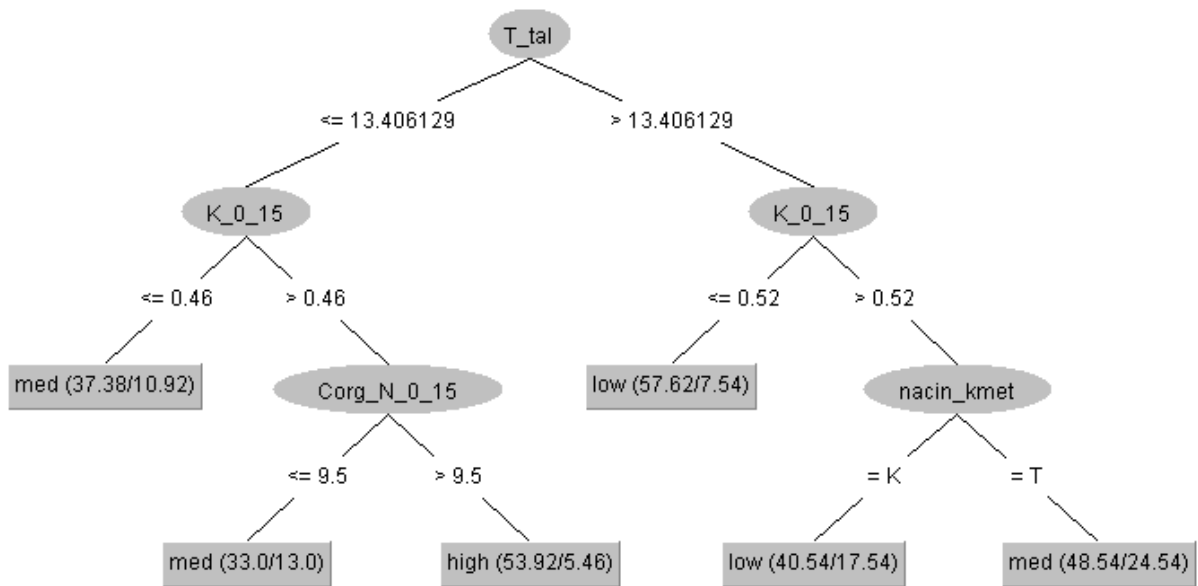 T_tal
<= 13.406129
> 13.406129
K_0_15
K_0_15
<= 0.46
> 0.46
<= 0.52
> 0.52
med (37.38/10.92)
Corg_N_0_15
low (57.62/7.54)
nacin_kmet
<= 9.5
> 9.5
= K
= T
med (33.0/13.0)
high (53.92/5.46)
low (40.54/17.54)
med (48.54/24.54)